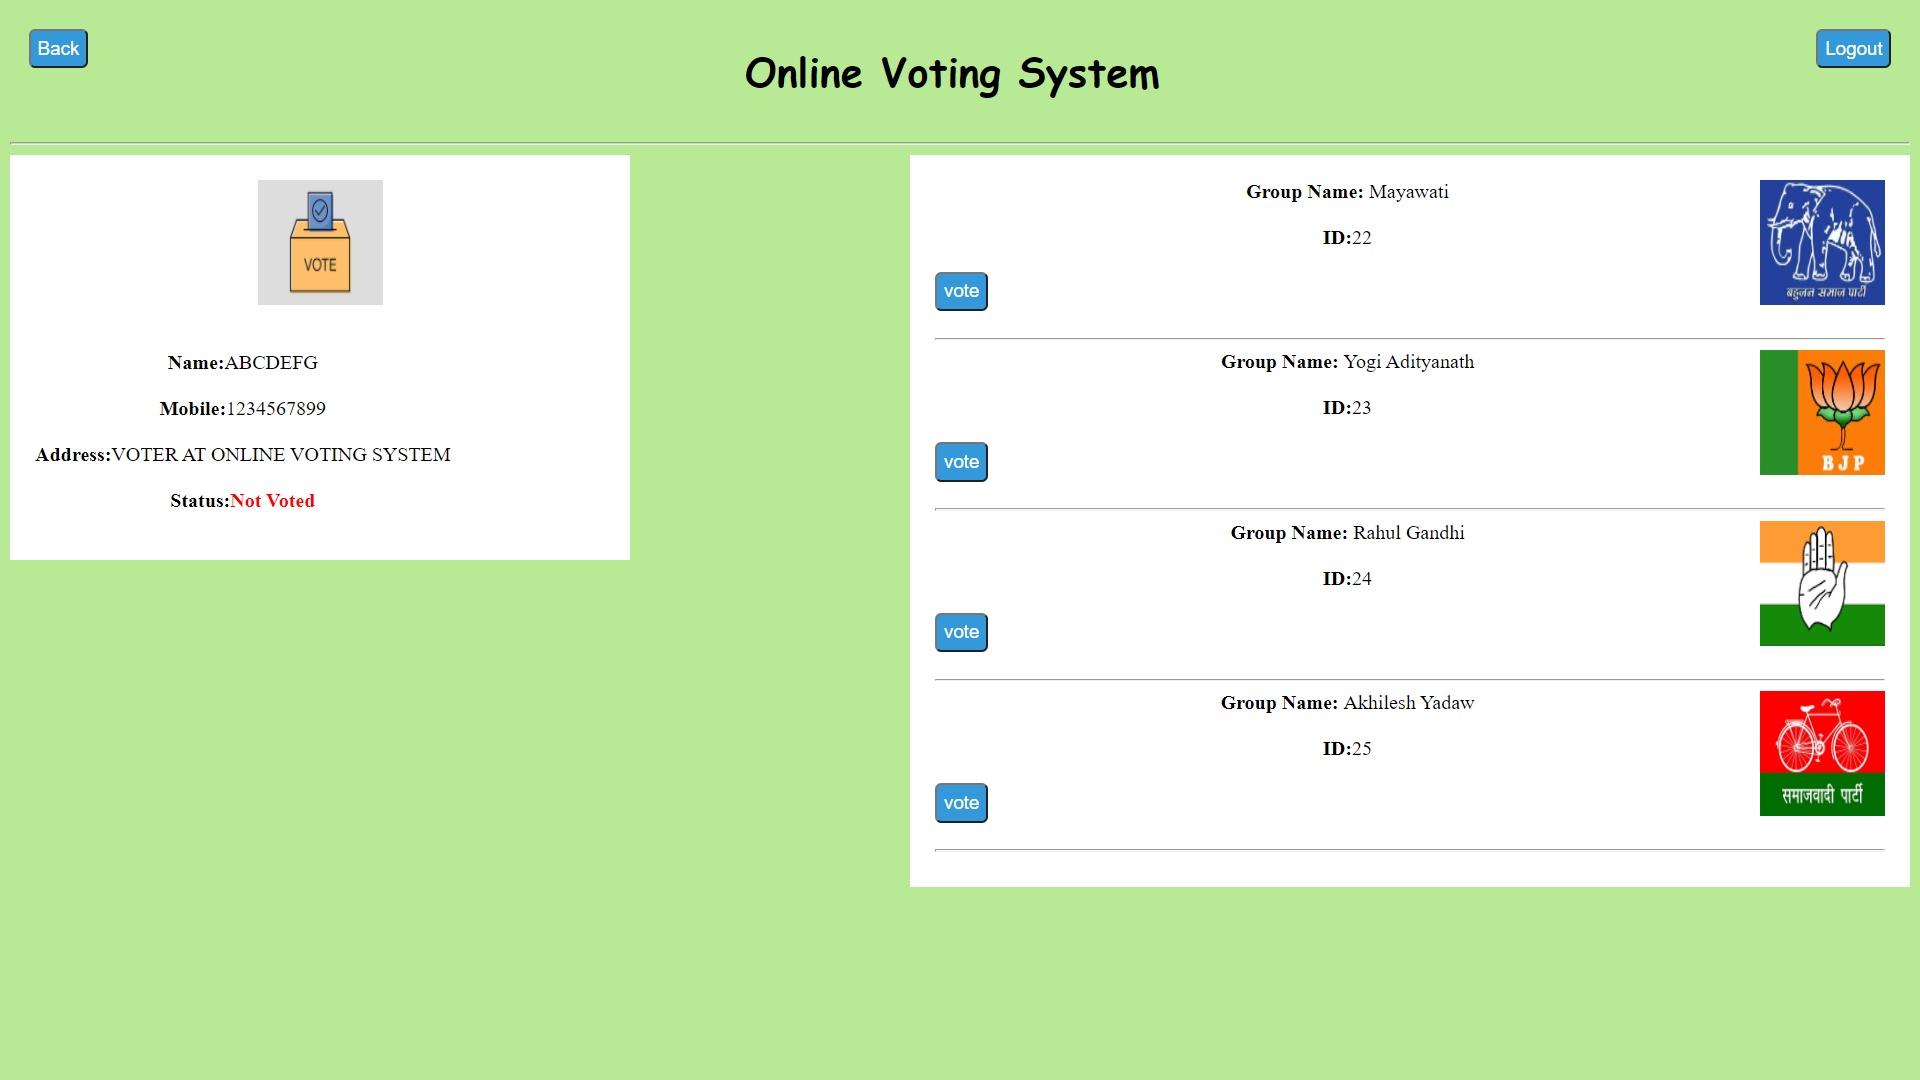 Back
Logout
Online Voting System
VOTE
Name:ABCDEFG
Mobile:1234567899
Address:VOTER AT ONLINE VOTING SYSTEM
Status:Not Voted
Group Name: Mayawati
ID:22
vote
बहुजन समाज पार्टी
Group Name: Yogi Adityanath
ID:23
vote
BJP
Group Name: Rahul Gandhi
ID:24
vote
Group Name: Akhilesh Yadaw
ID:25
vote
समाजवादी पार्टी